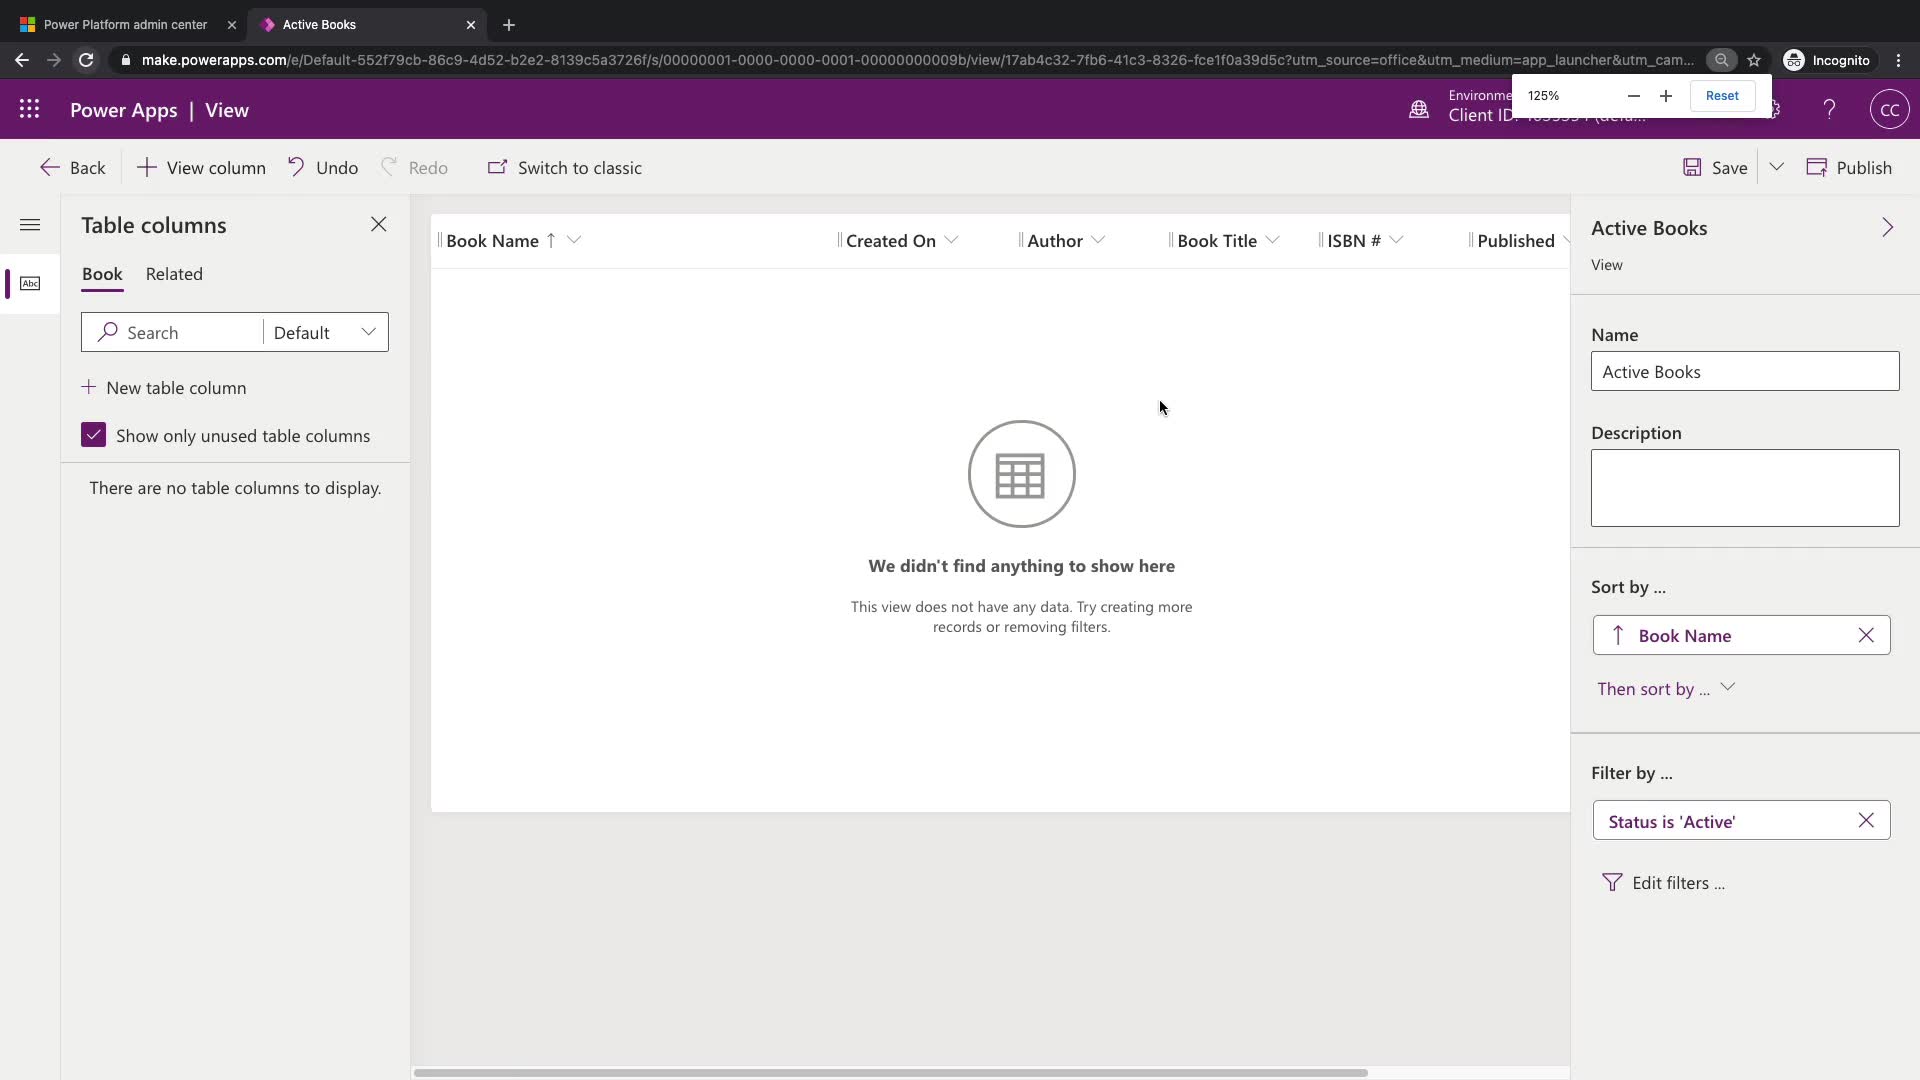 Power Platform admin center
Active Books
make.powerapps.com/e/Default-552f79cb-86c9-4d52-b2e2-8139c5a3726f/s/00000001-0000-0000-0001-00000000009b/view/17ab4c32-7fb6-41c3-8326-fce1f0a39d5c?utm_source=office&utm_medium=app_launcher&utm_cam...
Incognito
125%
Reset
Power Apps | View
Environme
Client ID:
?
CC
Back
View column
Undo
Redo
Switch to classic
Save
Publish
Table columns
Book
Related
Abc
Search
Default
New table column
Show only unused table columns
There are no table columns to display.
Book Name
Created On
Author
Book Title
ISBN #
Published
We didn't find anything to show here
This view does not have any data. Try creating more
records or removing filters.
Active Books
View
Name
Active Books
Description
Sort by ...
Book Name
Then sort by ...
Filter by ...
Status is 'Active'
Edit filters ...